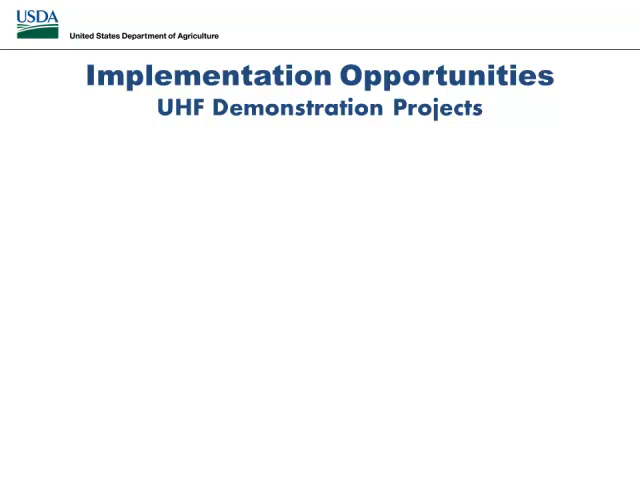 USDA
United States Department of Agriculture
Implementation Opportunities
UHF Demonstration Projects